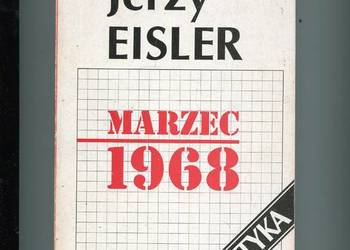 Jerzy
EISLER
MARZEC
1968
TYKA